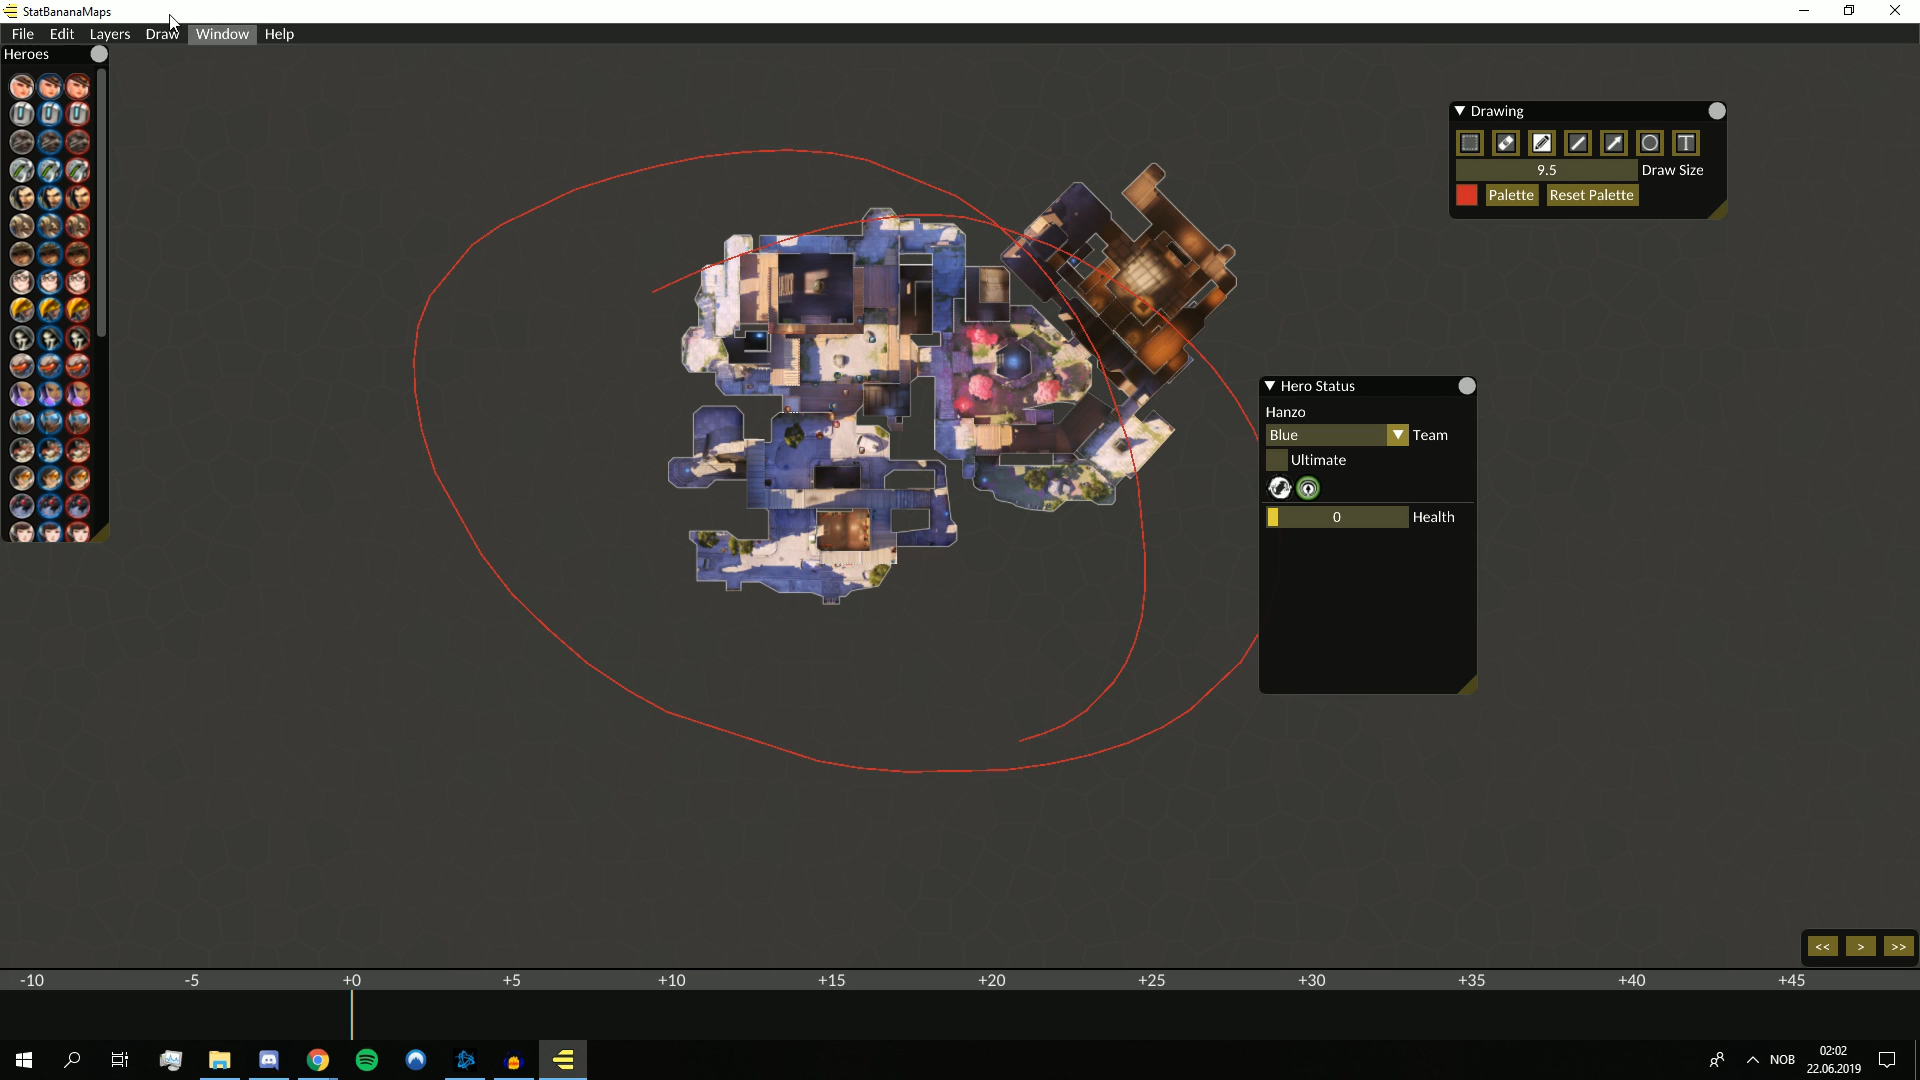 StatBananaMaps
File Edit Layers Draw Window Help
Heroes
Drawing
T
9.5 Draw Size
Palette Reset Palette
Hero Status
Hanzo
Blue Team
Ultimate
0 Health
<< > >>
-10 -5 +0 +5 +10 +15 +20 +25 +30 +35 +40 +45
NOB
02:02
22.06.2019